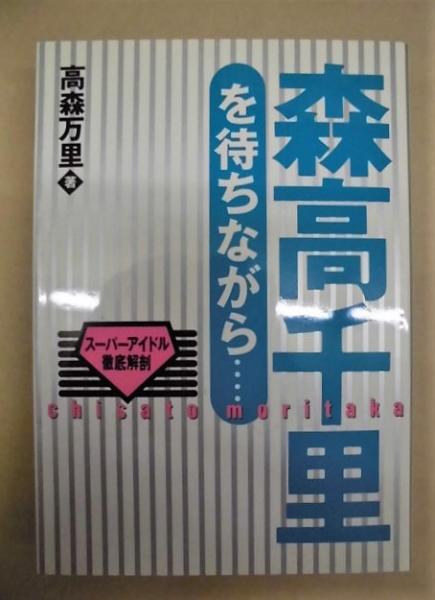 森高千里
を待ちながら……
高森万里著
スーパーアイドル
徹底解剖
chisato moritaka